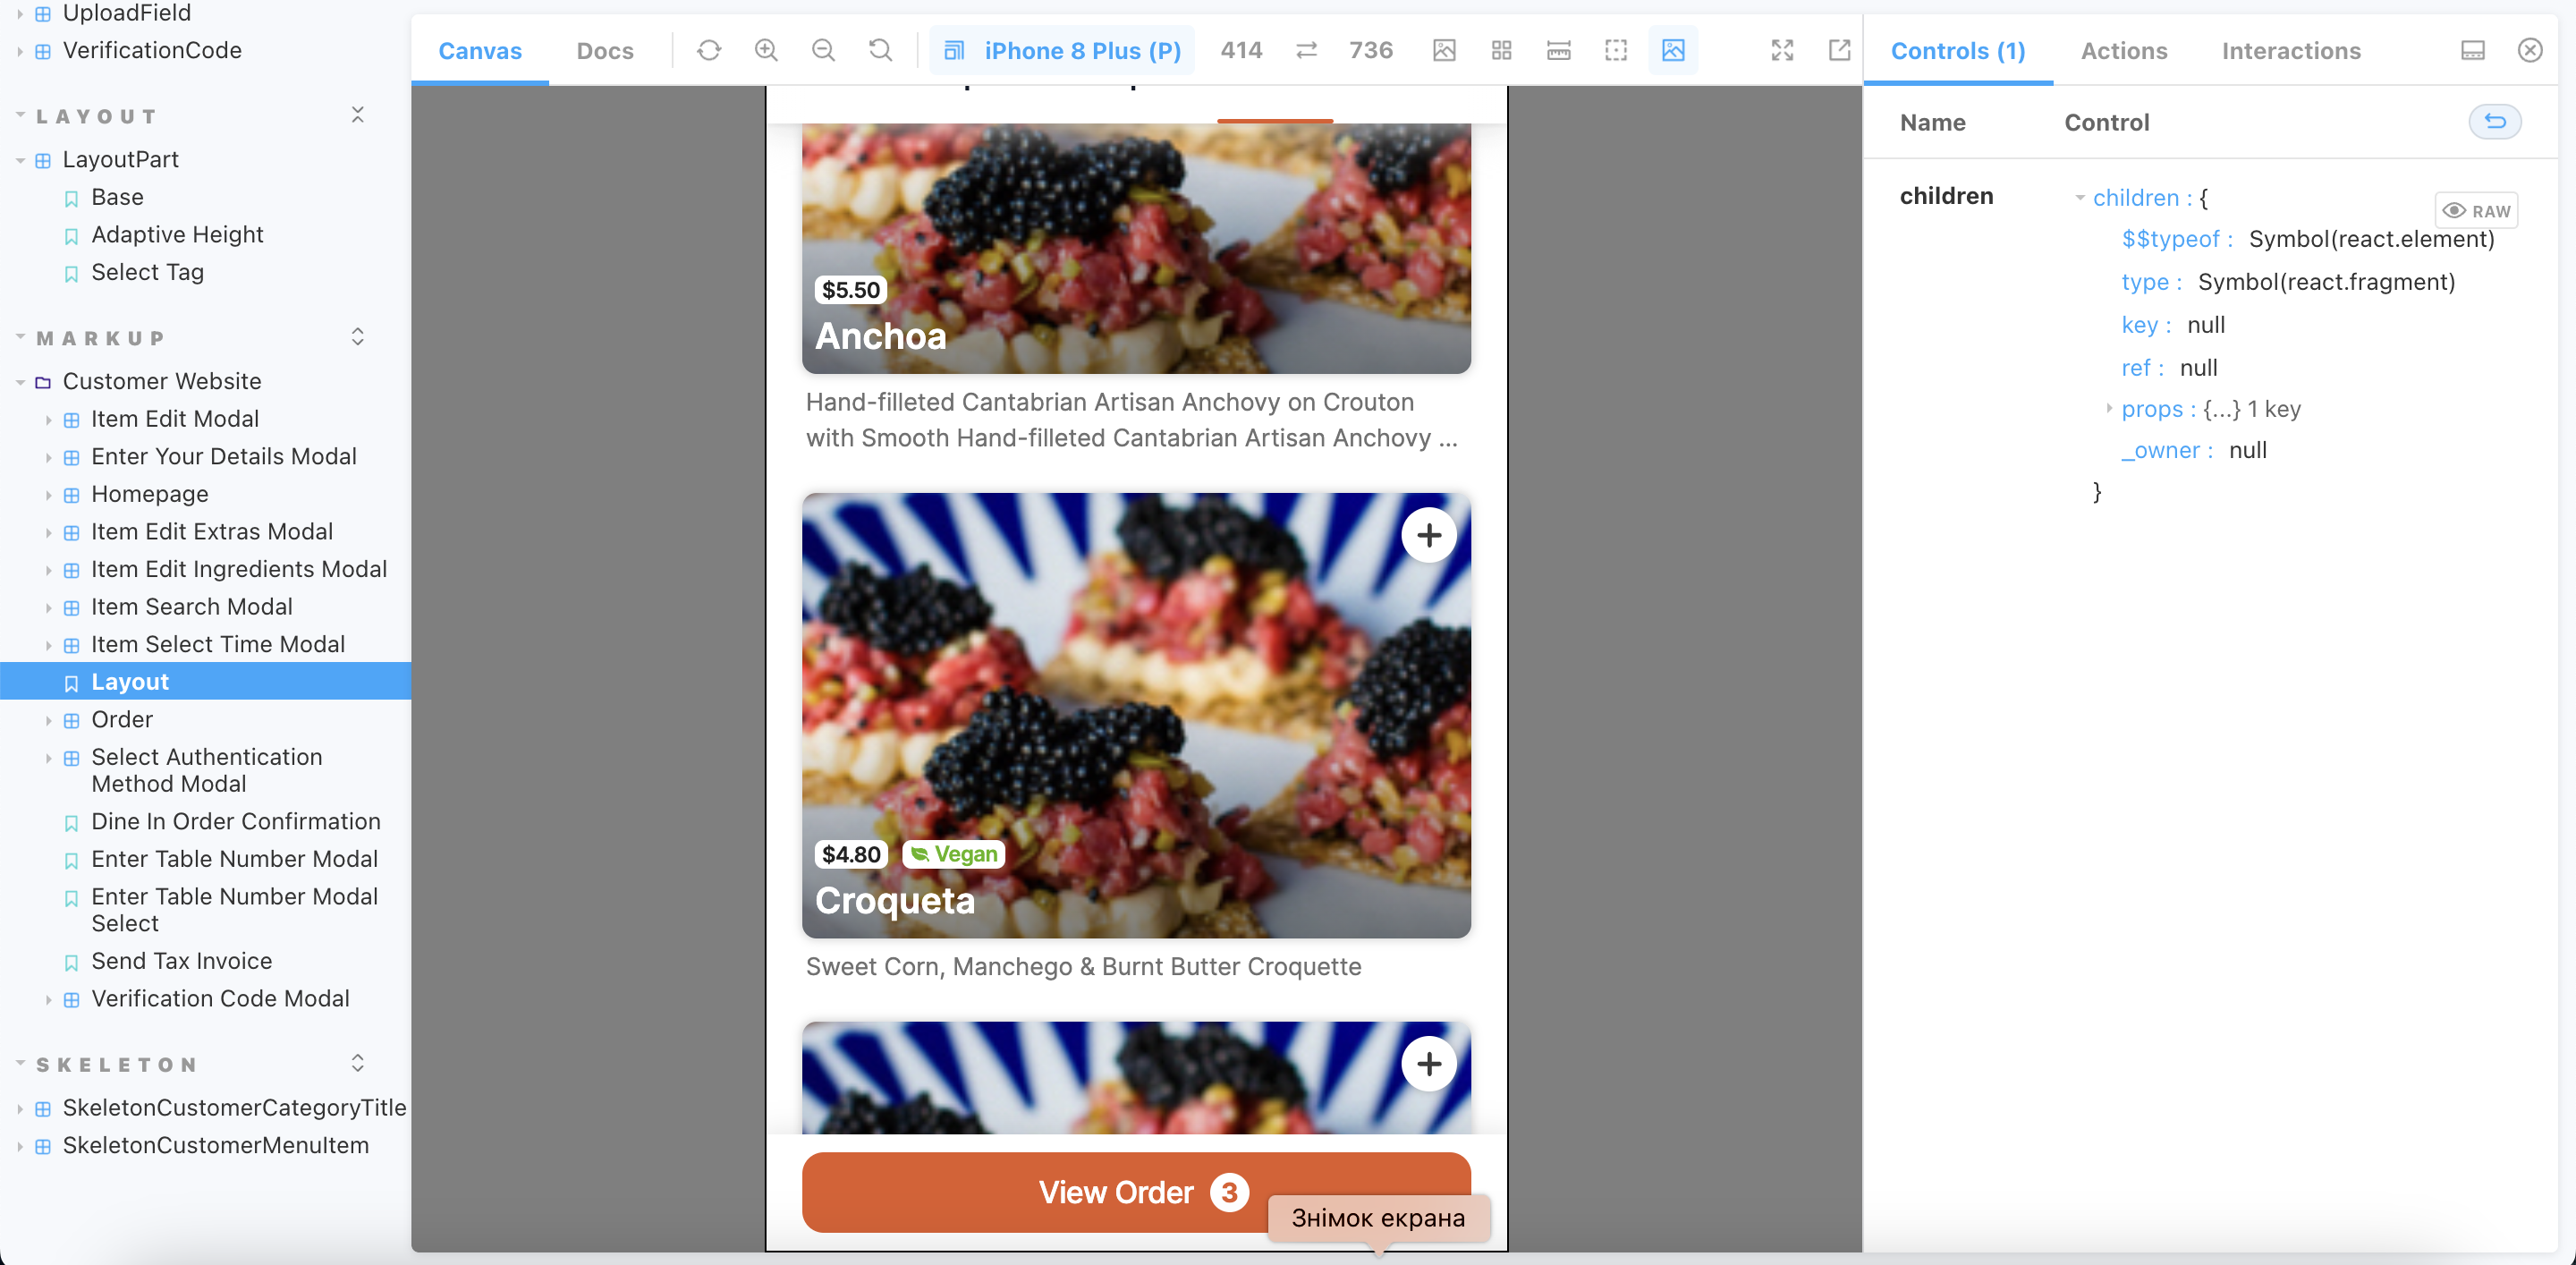 UploadField
VerificationCode
LAYOUT
LayoutPart
Base
Adaptive Height
Select Tag
MARKUP
Customer Website
Item Edit Modal
Enter Your Details Modal
Homepage
Item Edit Extras Modal
Item Edit Ingredients Modal
Item Search Modal
Item Select Time Modal
Layout
Order
Select Authentication
Method Modal
Dine In Order Confirmation
Enter Table Number Modal
Enter Table Number Modal
Select
Send Tax Invoice
Verification Code Modal
SKELETON
SkeletonCustomerCategoryTitle
SkeletonCustomerMenuItem
Canvas Docs iPhone 8 Plus (P) 414 736
$5.50
Anchoa
Hand-filleted Cantabrian Artisan Anchovy on Crouton
with Smooth Hand-filleted Cantabrian Artisan Anchovy ...
$4.80 Vegan
Croqueta
Sweet Corn, Manchego & Burnt Butter Croquette
View Order 3
Знімок екрана
Controls (1) Actions Interactions
Name Control
children children : {
RAW
$$typeof : Symbol(react.element)
type : Symbol(react.fragment)
key : null
ref : null
props : {...} 1 key
_owner : null
}